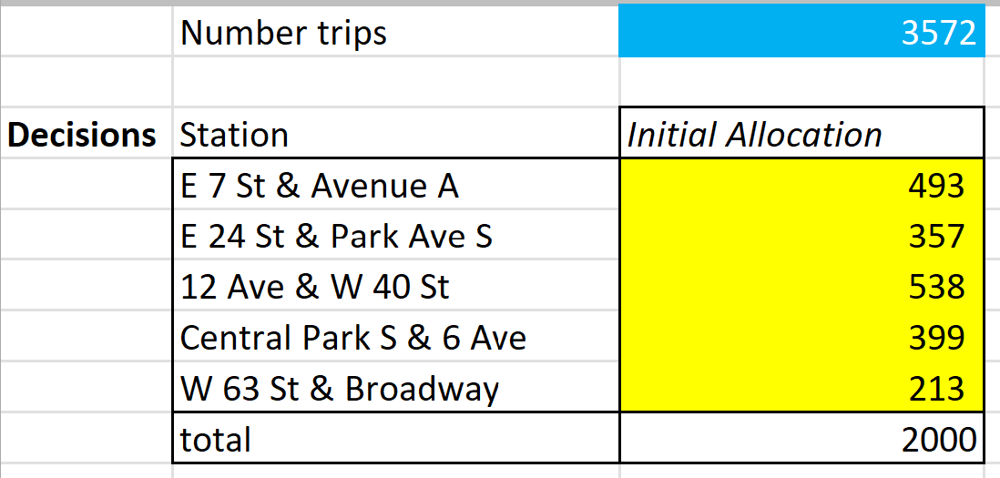 Number trips 3572
Decisions Station Initial Allocation
E 7 St & Avenue A 493
E 24 St & Park Ave S 357
12 Ave & W 40 St 538
Central Park S & 6 Ave 399
W 63 St & Broadway 213
total 2000